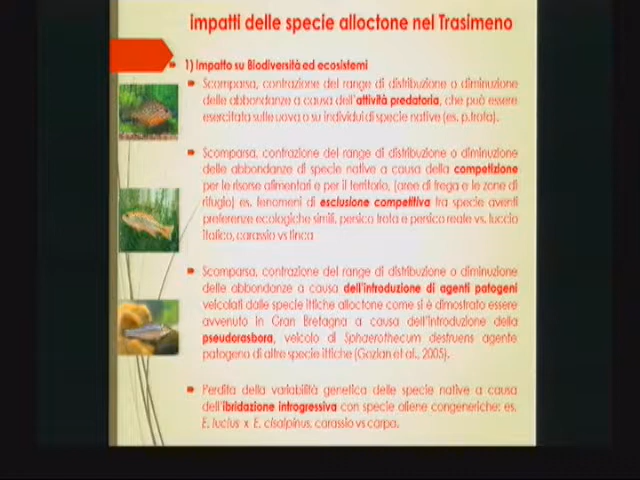 impatti delle specie alloctone nel Trasimeno
1) Impatto su Biodiversità ed ecosistemi
Scomparsa, contrazione del range di distribuzione o diminuzione
delle abbondanze a causa dell'attività predatoria, che può essere
esercitata sulle uova o su individui di specie native (es. p.trota).
Scomparsa, contrazione del range di distribuzione o diminuzione
delle abbondanze di specie native a causa della competizione
per le risorse alimentari e per il territorio, (aree di frega e le zone di
rifugio) es. fenomeni di esclusione competitiva tra specie aventi
preferenze ecologiche simili, persico trota e persico reale vs. luccio
italico, carassio vs tinca
Scomparsa, contrazione del range di distribuzione o diminuzione
delle abbondanze a causa dell'introduzione di agenti patogeni
veicolati dalle specie ittiche alloctone come si è dimostrato essere
avvenuto in Gran Bretagna a causa dell'introduzione della
pseudorasbora, veicolo di Sphaerothecum destruens agente
patogeno di altre specie ittiche (Gozlan et al., 2005).
Perdita della variabilità genetica delle specie native a causa
dell'ibridazione introgressiva con specie aliene congeneriche: es.
E. lucius x E. cisalpinus, carassio vs carpa.